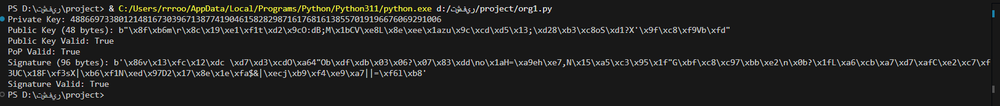 PS D:\تشفير\project> & C:/Users/rrroo/AppData/Local/Programs/Python/Python311/python.exe d:/تشفير/project/org1.py
Private Key: 48866973380121481673039671387741904615828298716176816138557019196676069291006
Public Key (48 bytes): b"\x8f\xb6m\r\x8c\x19\xe1\xf1t\xd2\x9cO:dB;M\x1bCV\xe8L\x8e\xee\x1azu\x9c\xcd\xd5\x13;\xd28\xb3\xc8oS\xd1?X'\x9f\xc8\xf9Vb\xfd"
Public Key Valid: True
PoP Valid: True
Signature (96 bytes): b'\x86v\x13\xfc\x12\xdc \xd7\xd3\xcdO\xa64"Ob\xdf\xdb\x03\x06?\x07\x83\xdd\no\x1aH=\xa9eh\xe7,N\x15\xa5\xc3\x95\x1f"G\xbf\xc8\xc97\xbb\xe2\n\x0b?\x1fL\xa6\xcb\xa7\xd7\xafC\xe2\xc7\xf
3UC\x18F\xf3sX|\xb6\xf1N\xed\x97D2\x17\x8e\x1e\xfa$&|\xecj\xb9\xf4\xe9\xa7||=\xf6l\xb8'
Signature Valid: True
PS D:\تشفير\project>